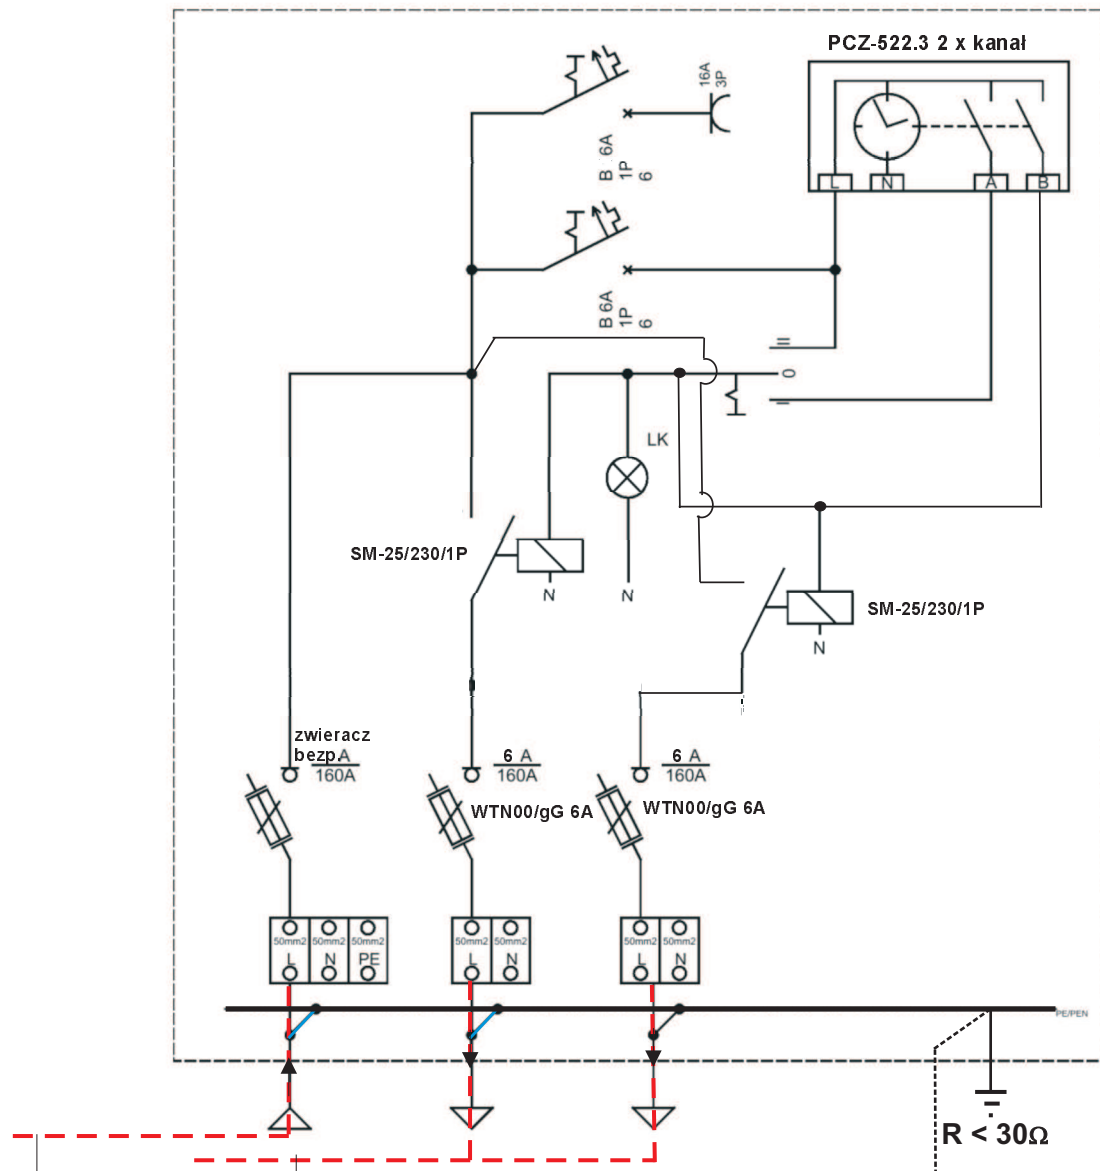 PCZ-522.3 2 x kanał
16A
3P
B 6A
1P
6
L N A B
B 6A
1P
6
II
0
I
LK
SM-25/230/1P
N
N
SM-25/230/1P
N
zwieracz
bezp. A
160A
6 A
160A
6 A
160A
WTN00/gG 6A
WTN00/gG 6A
50mm2 50mm2 50mm2
L N PE
50mm2 50mm2
L N
50mm2 50mm2
L N
PE/PEN
R < 30Ω